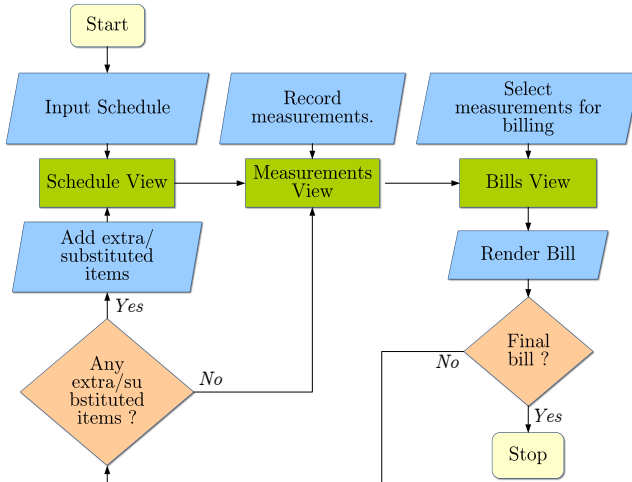 Start
Input Schedule
Record
measurements.
Select
measurements for
billing
Schedule View
Measurements
View
Bills View
Add extra/
substituted
items
Render Bill
Yes
Any
extra/su
bstituted
items ?
No
Final
bill ?
No
Yes
Stop